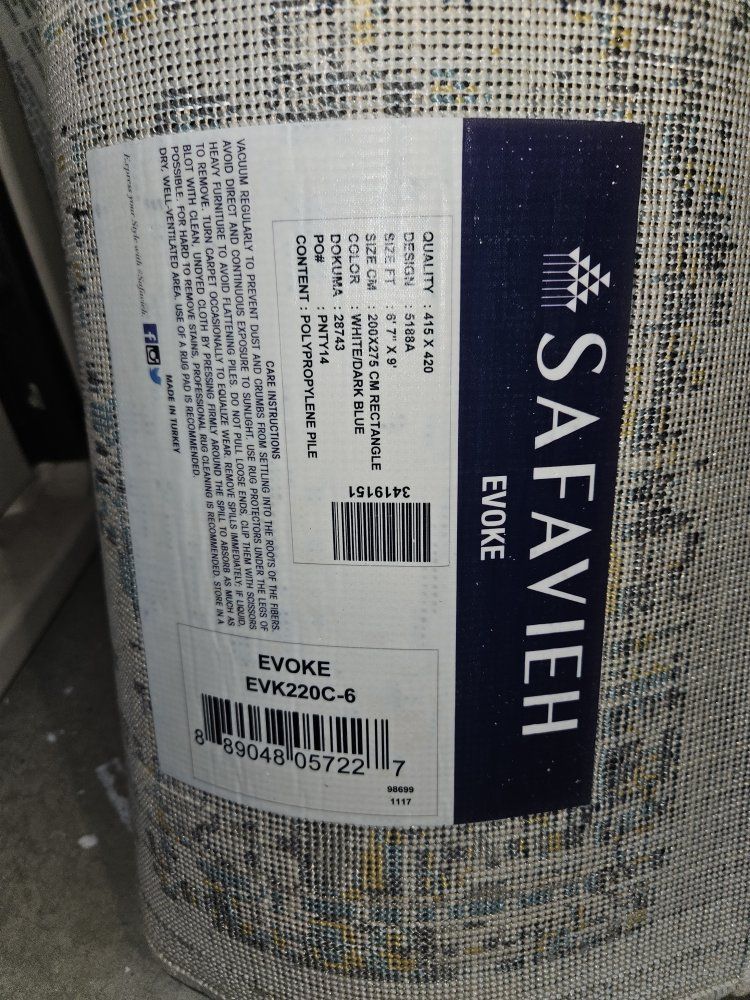 SAFAVIEH
EVOKE
QUALITY : 415 X 420
DESIGN : 5188A
SIZE FT : 6' 7" X 9'
SIZE CM : 200X275 CM RECTANGLE
COLOR : WHITE/DARK BLUE
DOKUMA : 28743
PO# : PNTY14
CONTENT : POLYPROPYLENE PILE
3419151
CARE INSTRUCTIONS
VACUUM REGULARLY TO PREVENT DUST AND CRUMBS FROM SETTLING INTO THE ROOTS OF THE FIBERS.
AVOID DIRECT AND CONTINUOUS EXPOSURE TO SUNLIGHT. USE RUG PROTECTORS UNDER THE LEGS OF
HEAVY FURNITURE TO AVOID FLATTENING PILES. DO NOT PULL LOOSE ENDS, CLIP THEM WITH SCISSORS
TO REMOVE. TURN CARPET OCCASIONALLY TO EQUALIZE WEAR. REMOVE SPILLS IMMEDIATELY; IF LIQUID,
BLOT WITH CLEAN, UNDYED CLOTH BY PRESSING FIRMLY AROUND THE SPILL TO ABSORB AS MUCH AS
POSSIBLE. FOR HARD TO REMOVE STAINS, PROFESSIONAL RUG CLEANING IS RECOMMENDED. STORE IN A
DRY, WELL-VENTILATED AREA. USE OF A RUG PAD IS RECOMMENDED.
MADE IN TURKEY
Express your Style with #Safavieh.
EVOKE
EVK220C-6
8 89048 05722 7
98699
1117